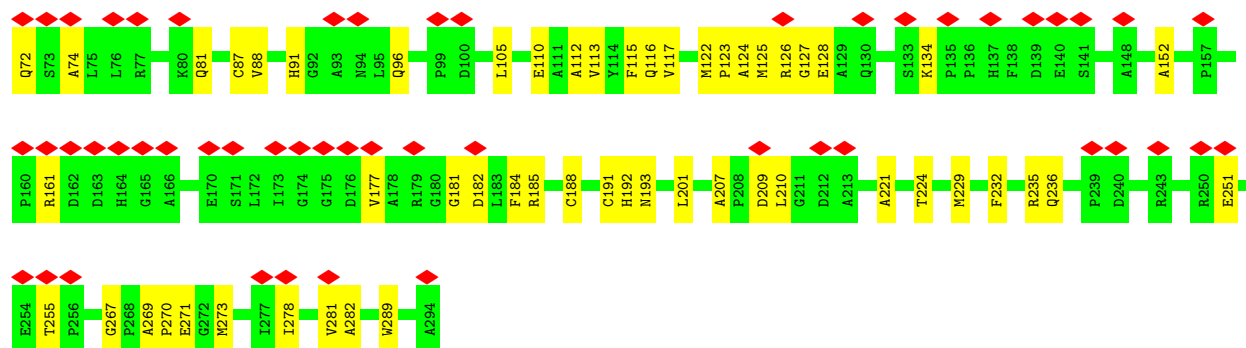 Q72 S73 A74 L75 L76 R77 K80 Q81 C87 V88 H91 G92 A93 N94 L95 Q96 P99 D100 L105 E110 A111 A112 V113 Y114 F115 Q116 V117 M122 P123 A124 M125 R126 G127 E128 A129 Q130 S133 K134 P135 P136 H137 F138 D139 E140 S141 A148 A152 P157
P160 R161 D162 D163 H164 G165 A166 E170 S171 L172 I173 G174 G175 D176 V177 A178 R179 G180 G181 D182 L183 F184 R185 C188 C191 H192 N193 L201 A207 P208 D209 L210 G211 D212 A213 A221 T224 M229 F232 R235 Q236 P239 D240 R243 R250 E251
E254 T255 P256 G267 P268 A269 P270 E271 G272 M273 I277 I278 V281 A282 W289 A294